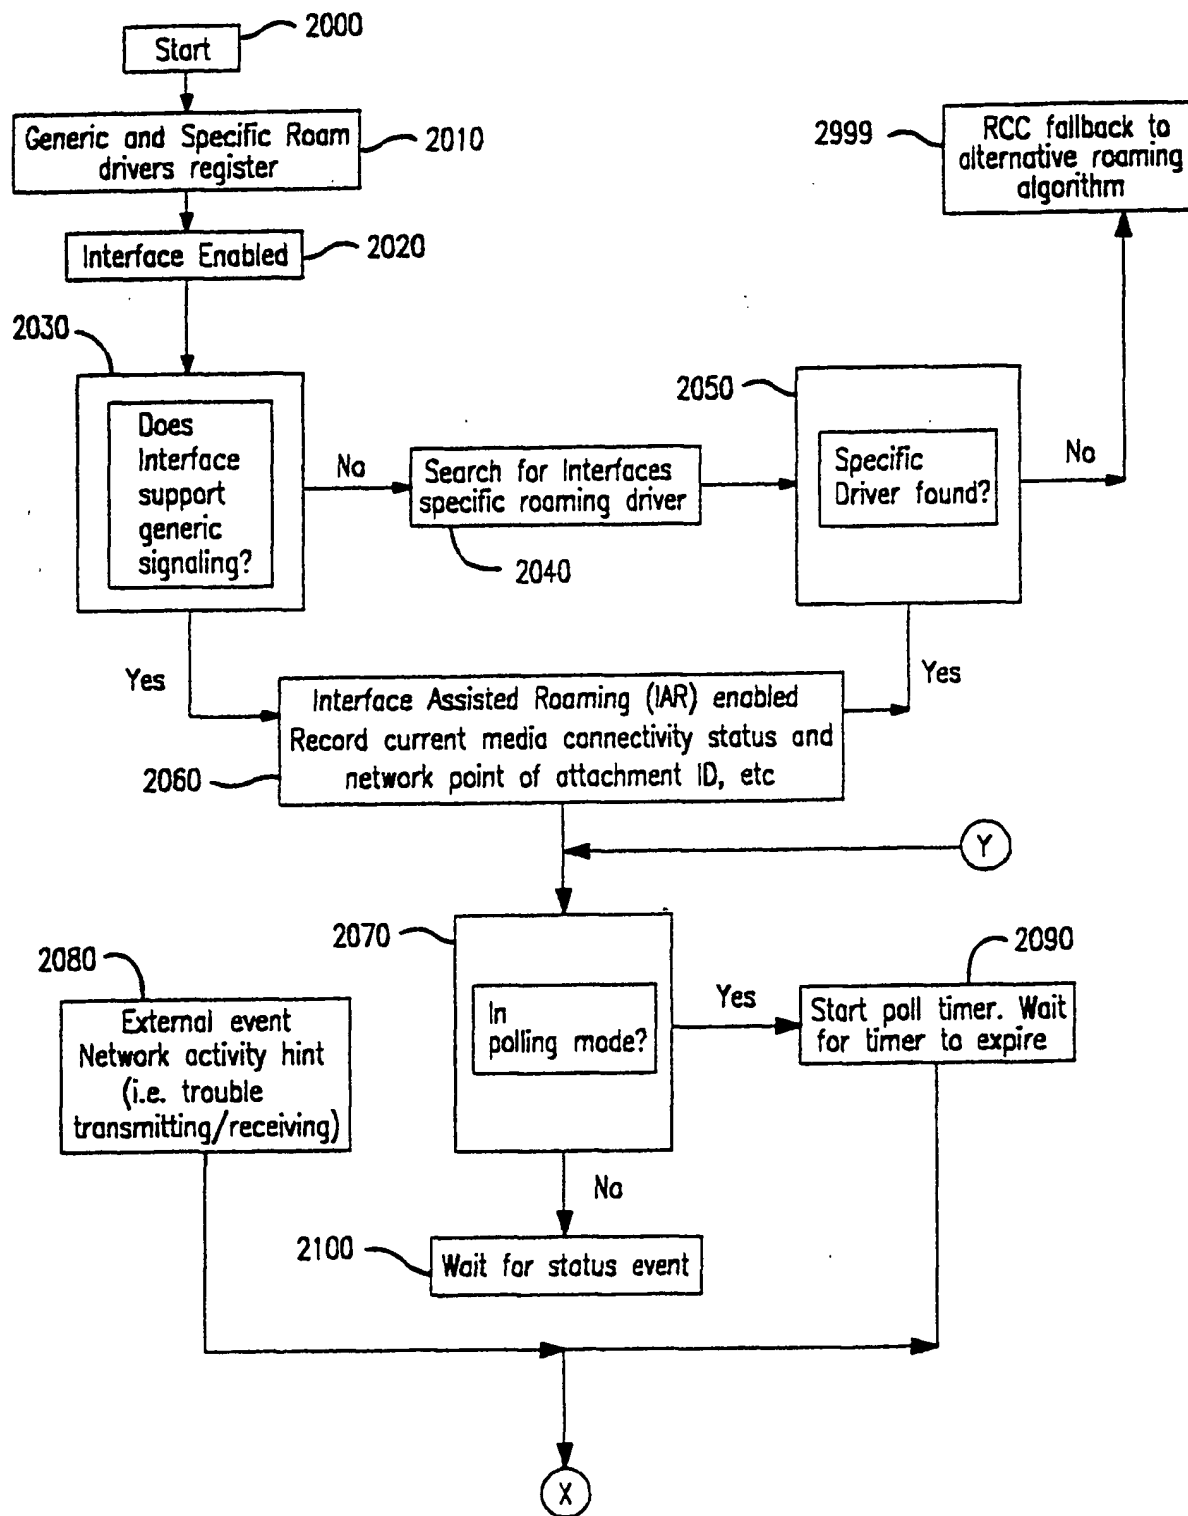 2000
Start
Generic and Specific Roam
drivers register
2010
2999
RCC fallback to
alternative roaming
algorithm
Interface Enabled
2020
2030
Does
Interface
support
generic
signaling?
No
Search for Interfaces
specific roaming driver
2040
2050
Specific
Driver found?
No
Yes
Yes
Interface Assisted Roaming (IAR) enabled
Record current media connectivity status and
network point of attachment ID, etc
2060
Y
2070
In
polling mode?
Yes
2090
Start poll timer. Wait
for timer to expire
2080
External event
Network activity hint
(i.e. trouble
transmitting/receiving)
No
2100
Wait for status event
X